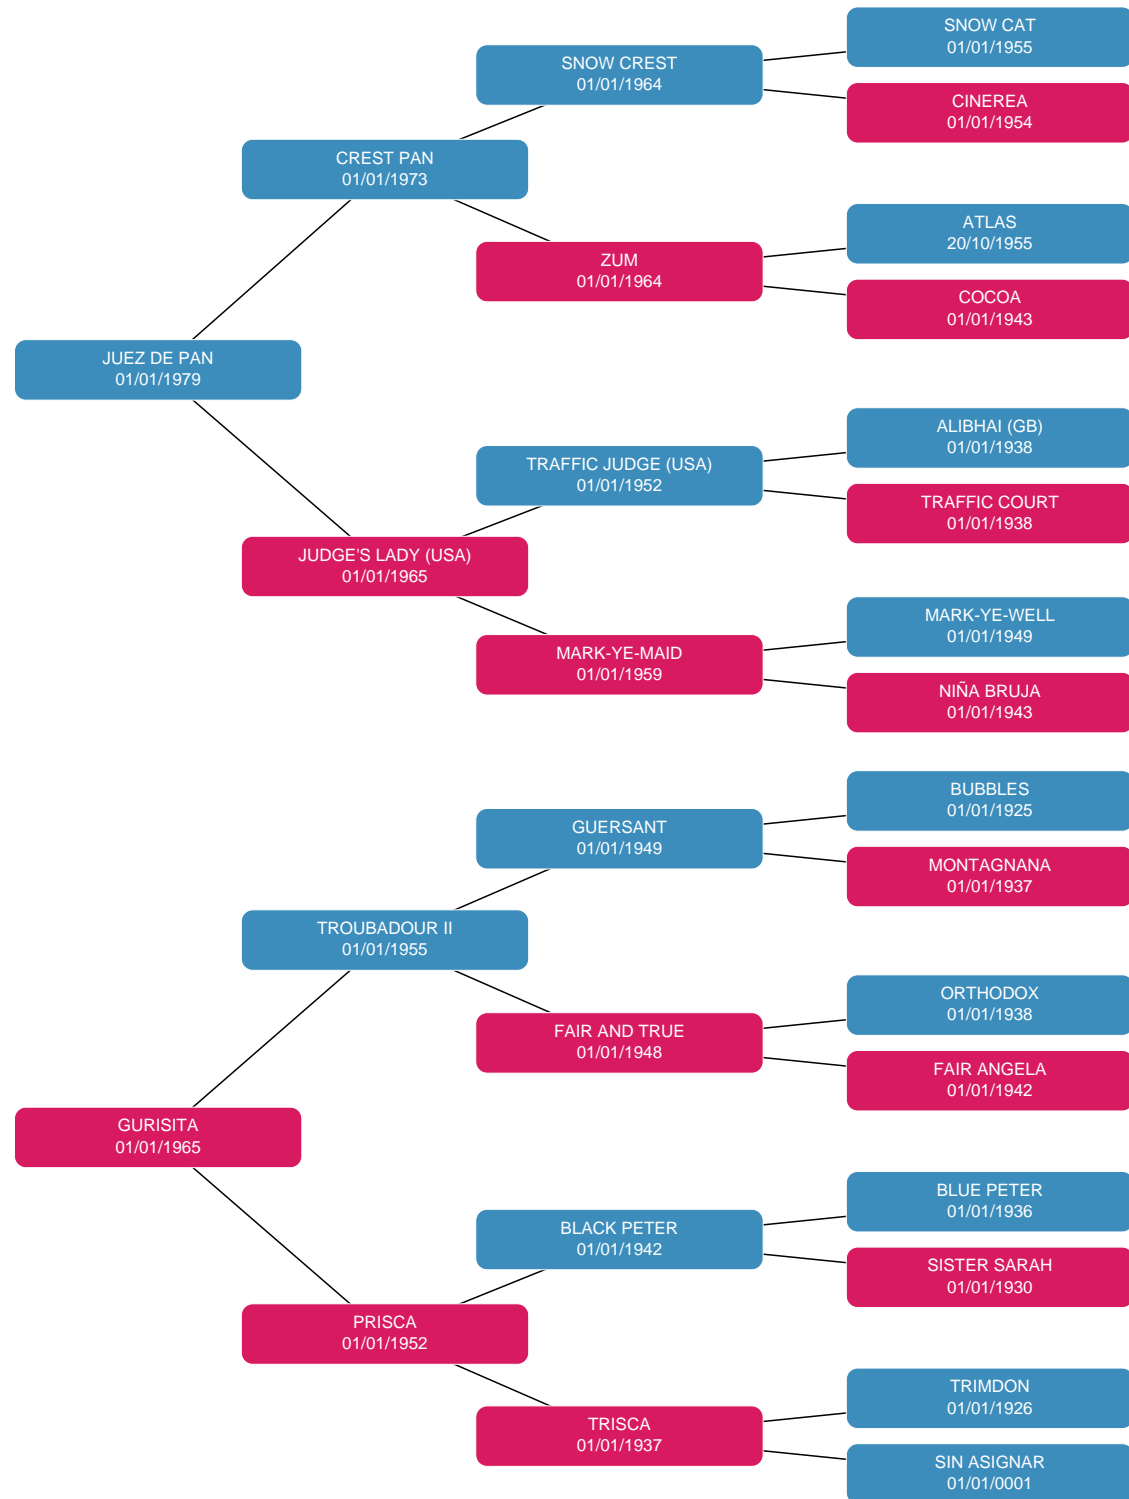 SNOW CAT
01/01/1955
SNOW CREST
01/01/1964
CINEREA
01/01/1954
CREST PAN
01/01/1973
ATLAS
20/10/1955
ZUM
01/01/1964
COCOA
01/01/1943
JUEZ DE PAN
01/01/1979
ALIBHAI (GB)
01/01/1938
TRAFFIC JUDGE (USA)
01/01/1952
TRAFFIC COURT
01/01/1938
JUDGE'S LADY (USA)
01/01/1965
MARK-YE-WELL
01/01/1949
MARK-YE-MAID
01/01/1959
NIÑA BRUJA
01/01/1943
BUBBLES
01/01/1925
GUERSANT
01/01/1949
MONTAGNANA
01/01/1937
TROUBADOUR II
01/01/1955
ORTHODOX
01/01/1938
FAIR AND TRUE
01/01/1948
FAIR ANGELA
01/01/1942
GURISITA
01/01/1965
BLUE PETER
01/01/1936
BLACK PETER
01/01/1942
SISTER SARAH
01/01/1930
PRISCA
01/01/1952
TRIMDON
01/01/1926
TRISCA
01/01/1937
SIN ASIGNAR
01/01/0001